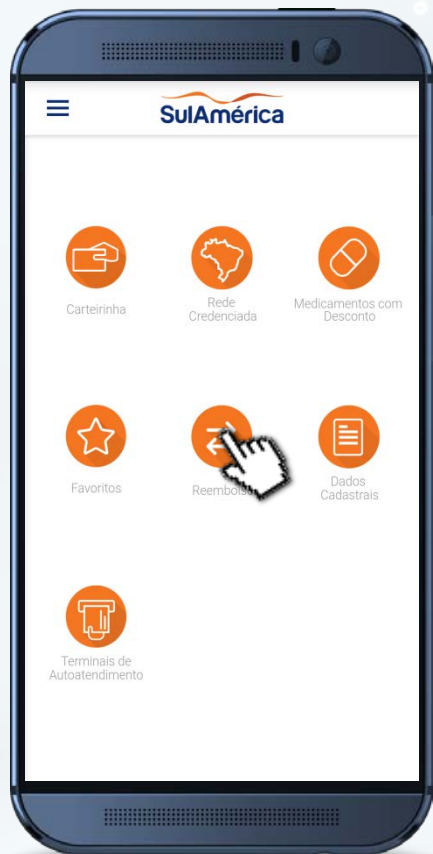 SulAmérica
Carteirinha
Rede
Credenciada
Medicamentos com
Desconto
Favoritos
Reembolso
Dados
Cadastrais
Terminais de
Autoatendimento